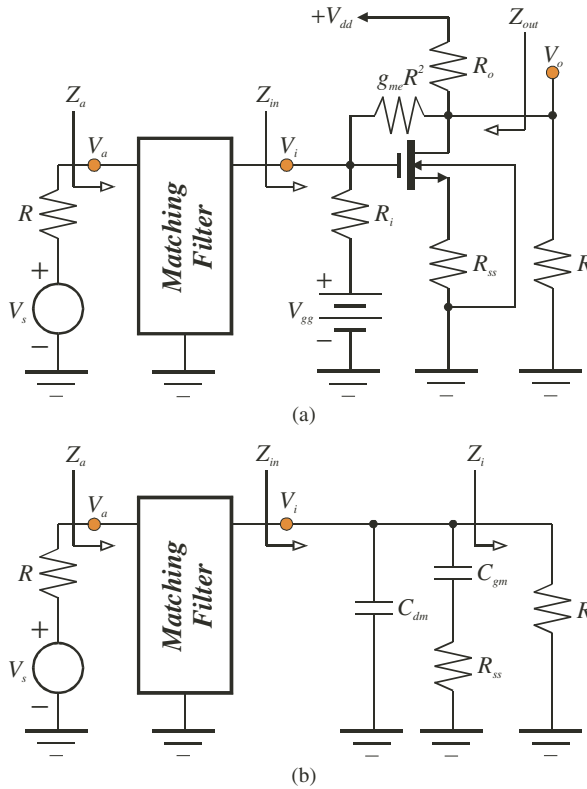 +V_dd
Z_out
V_o
R_o
g_me R^2
Z_a
Z_in
V_a
V_i
R
Matching
Filter
R_i
R_ss
R
+
V_s
−
+
V_gg
−
(a)
Z_a
Z_in
Z_i
V_a
V_i
R
Matching
Filter
C_gm
C_dm
R
+
V_s
−
R_ss
(b)